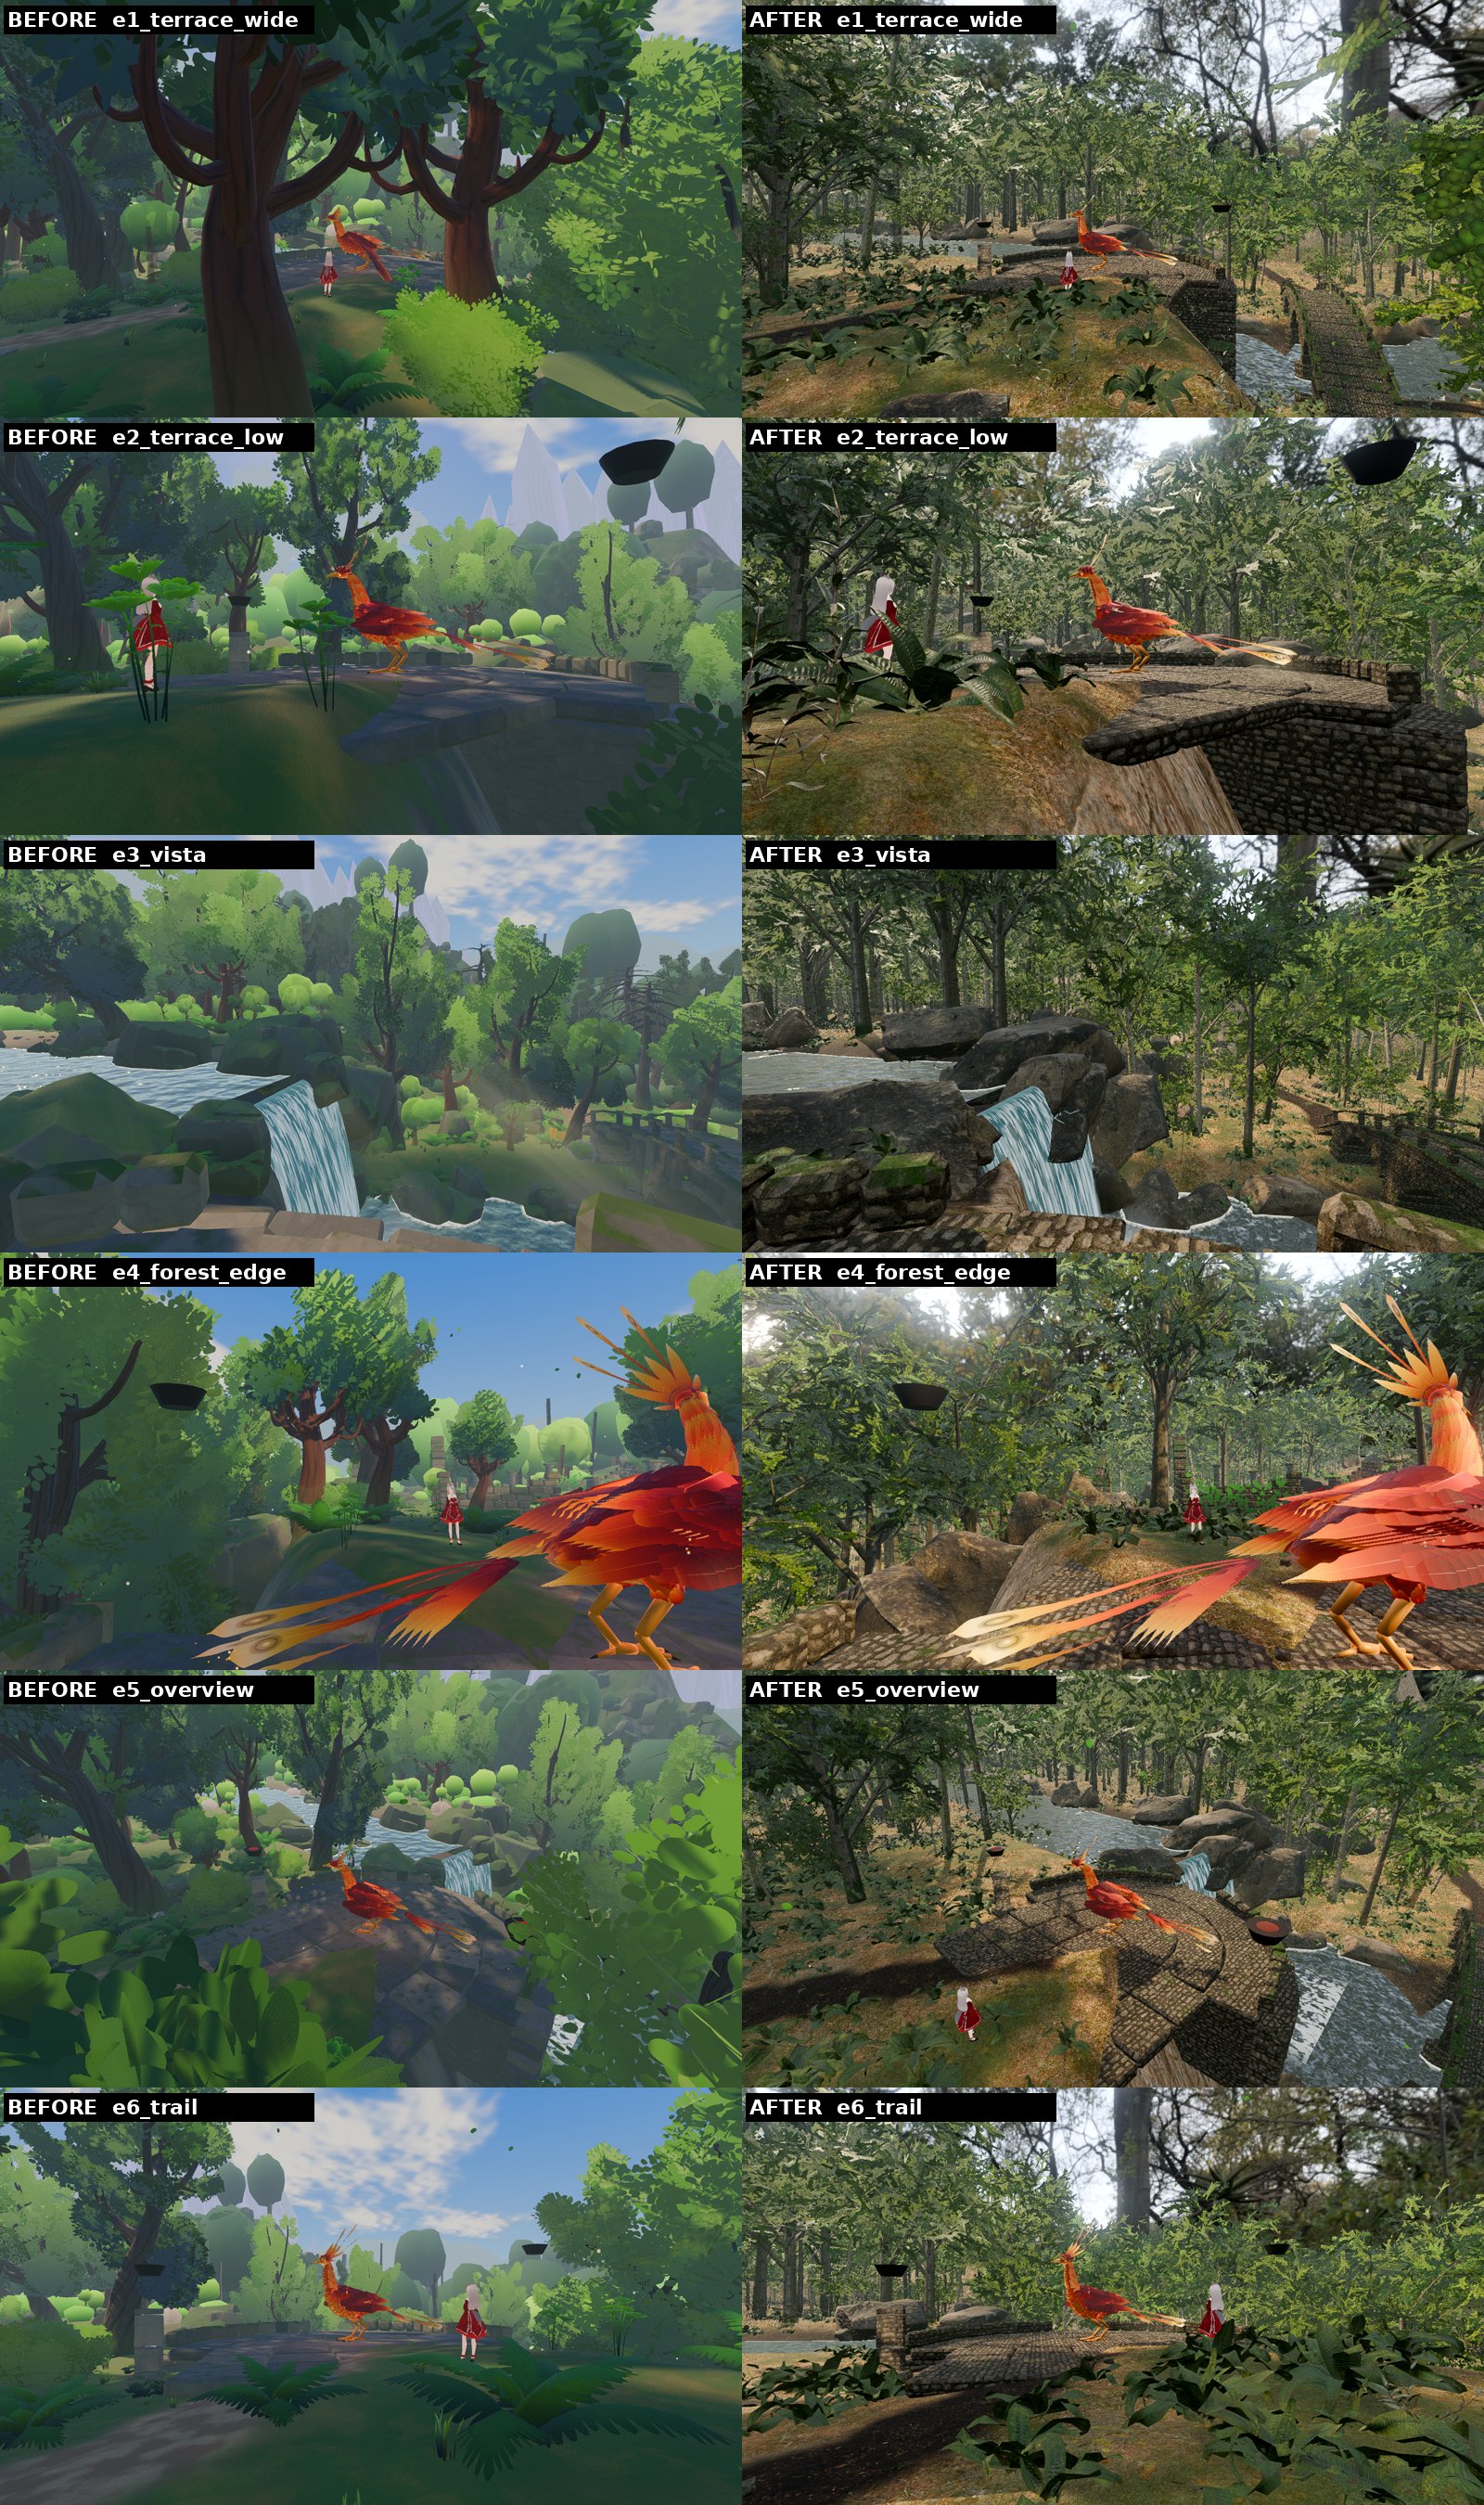 BEFORE e1_terrace_wide
AFTER e1_terrace_wide
BEFORE e2_terrace_low
AFTER e2_terrace_low
BEFORE e3_vista
AFTER e3_vista
BEFORE e4_forest_edge
AFTER e4_forest_edge
BEFORE e5_overview
AFTER e5_overview
BEFORE e6_trail
AFTER e6_trail